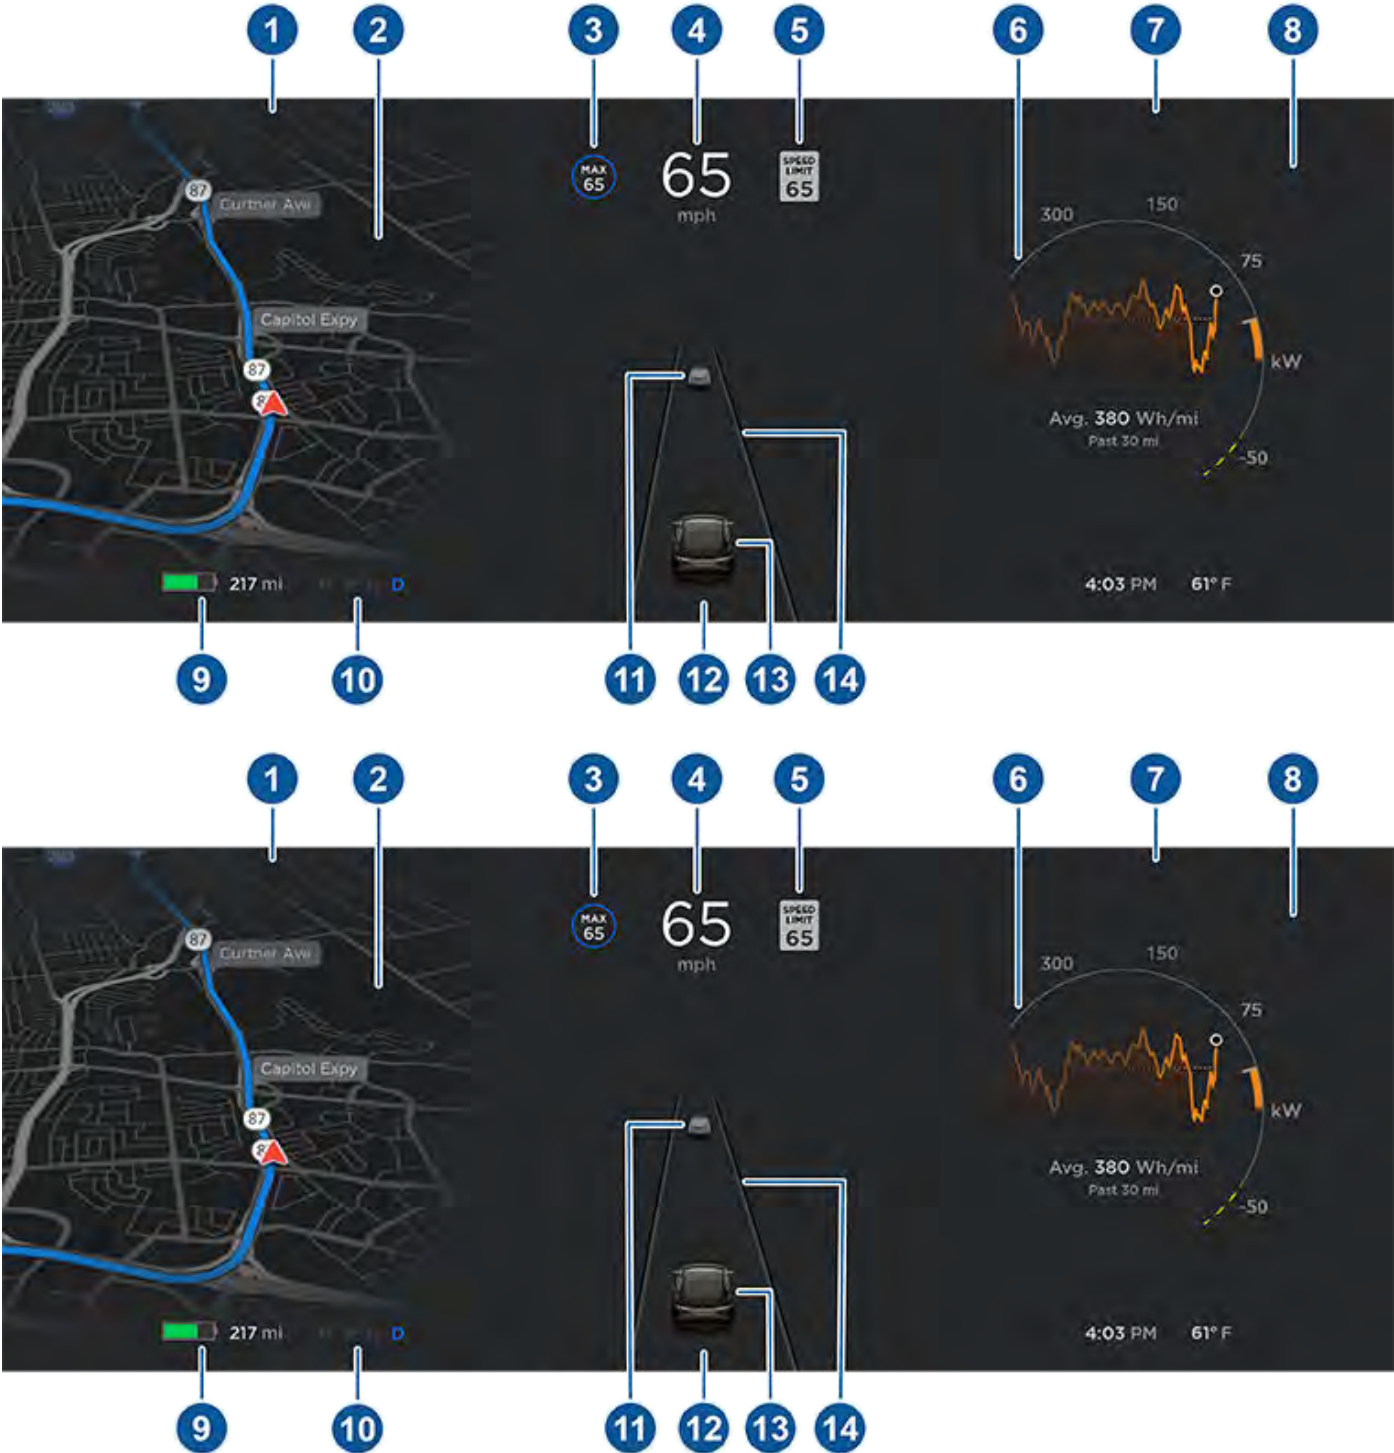 1 2 3 4 5 6 7 8
MAX
65
65
mph
SPEED
LIMIT
65
87
Curtner Ave
300
150
75
Capitol Expy
87
kW
Avg. 380 Wh/mi
Past 30 mi
-50
217 mi
D
4:03 PM 61° F
9 10 11 12 13 14
1 2 3 4 5 6 7 8
MAX
65
65
mph
SPEED
LIMIT
65
87
Curtner Ave
300
150
75
Capitol Expy
87
kW
Avg. 380 Wh/mi
Past 30 mi
-50
217 mi
D
4:03 PM 61° F
9 10 11 12 13 14